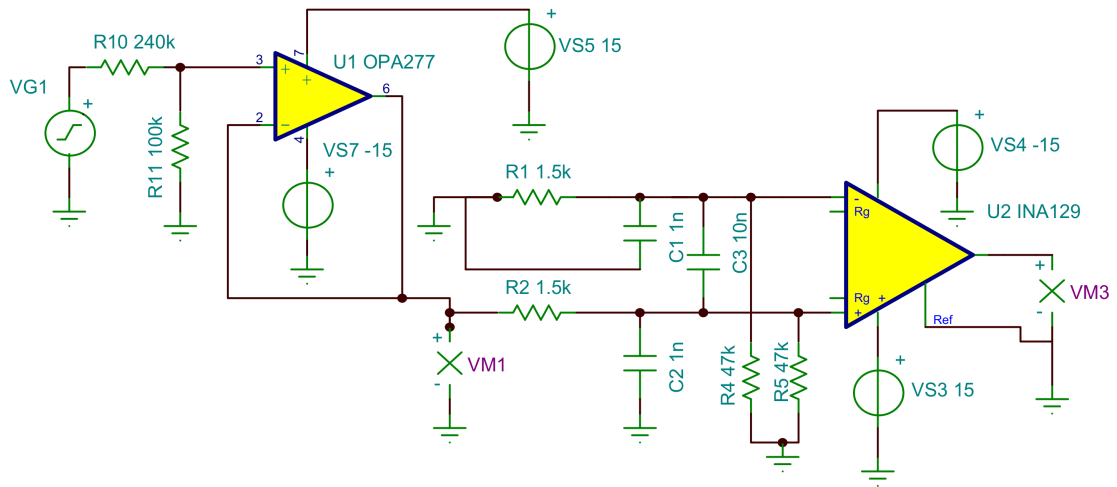 R10 240k
VG1
+
R11 100k
3
2
+
-
+
7
4
6
U1 OPA277
+
VS5 15
VS7 -15
+
R1 1.5k
C1 1n
C3 10n
R2 1.5k
C2 1n
+
VM1
-
R4 47k
R5 47k
-
Rg
Rg
+
+
Ref
U2 INA129
+
VS4 -15
+
VM3
-
+
VS3 15